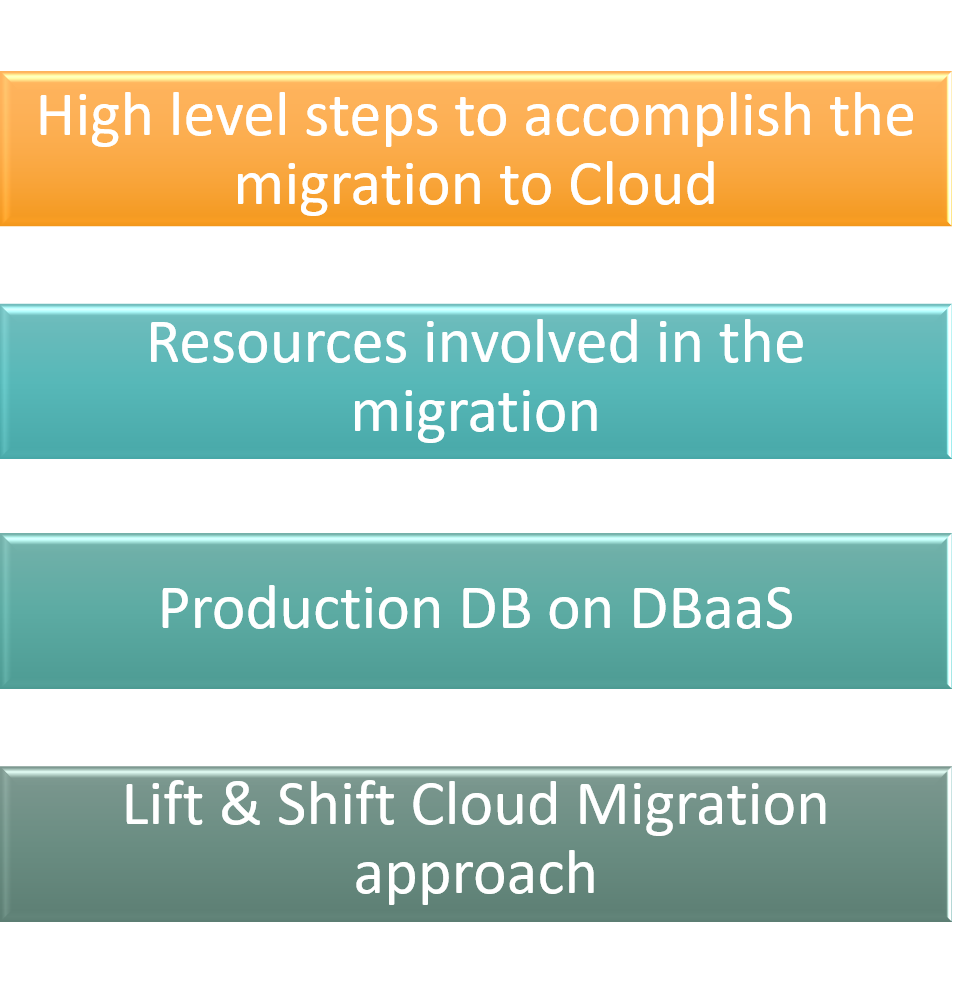 High level steps to accomplish the
migration to Cloud
Resources involved in the
migration
Production DB on DBaaS
Lift & Shift Cloud Migration
approach